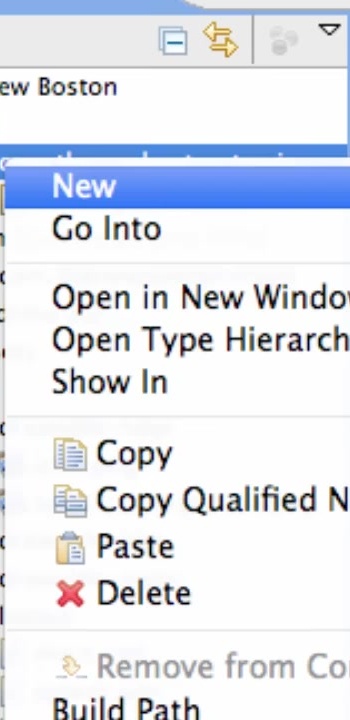 ew Boston
New
Go Into
Open in New Windo
Open Type Hierarch
Show In
Copy
Copy Qualified N
Paste
Delete
Remove from Co
Build Path